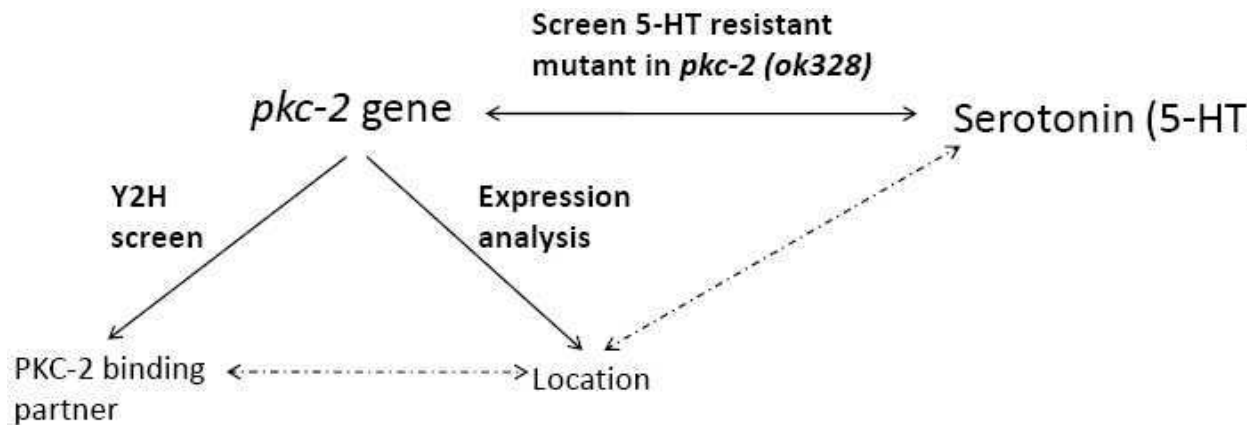 Screen 5-HT resistant
mutant in pkc-2 (ok328)
pkc-2 gene
Serotonin (5-HT
Y2H
screen
Expression
analysis
PKC-2 binding
partner
Location